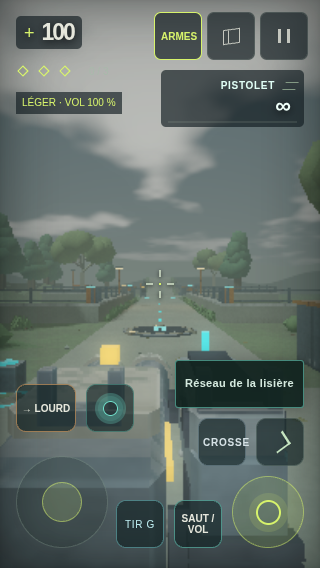 + 100
ARMES
PISTOLET
∞
LÉGER · VOL 100 %
Réseau de la lisière
→ LOURD
CROSSE
TIR G
SAUT /
VOL